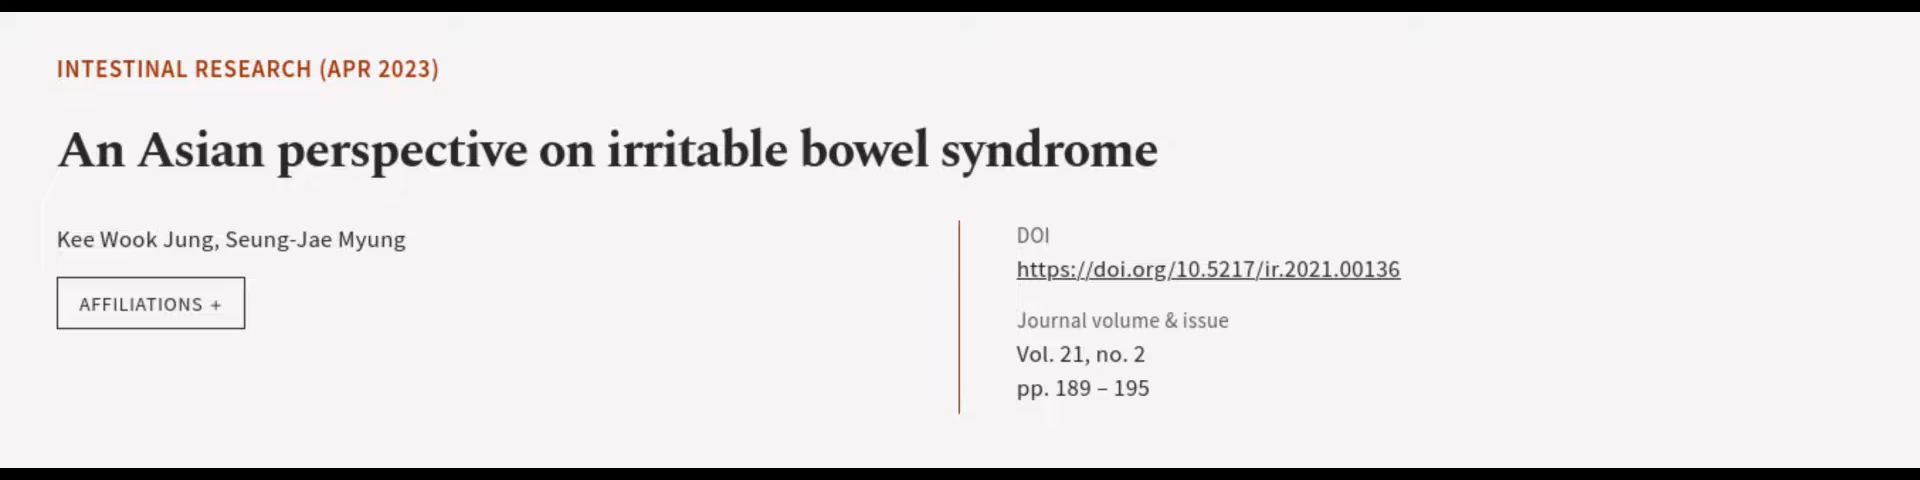 INTESTINAL RESEARCH (APR 2023)
An Asian perspective on irritable bowel syndrome
Kee Wook Jung, Seung-Jae Myung
AFFILIATIONS +
DOI
https://doi.org/10.5217/ir.2021.00136
Journal volume & issue
Vol. 21, no. 2
pp. 189 – 195